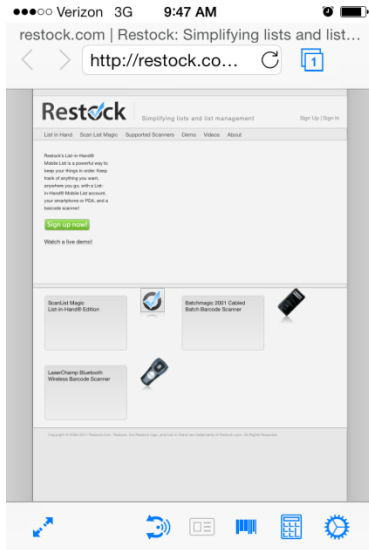 Verizon 3G 9:47 AM
restock.com | Restock: Simplifying lists and list...
http://restock.co... 1
Restock Simplifying lists and list management Sign Up | Sign In
List in Hand Scan List Magic Supported Scanners Demo Videos About
Restock's List-in-Hand®
Mobile List is a powerful way to
keep your things in order. Keep
track of anything you want,
anywhere you go, with a List-
in-Hand® Mobile List account,
your smartphone or PDA, and a
barcode scanner!
Sign up now!
Watch a live demo!
ScanList Magic
List-in-Hand® Edition
Batchmagic 2001 Cabled
Batch Barcode Scanner
LaserChamp Bluetooth
Wireless Barcode Scanner